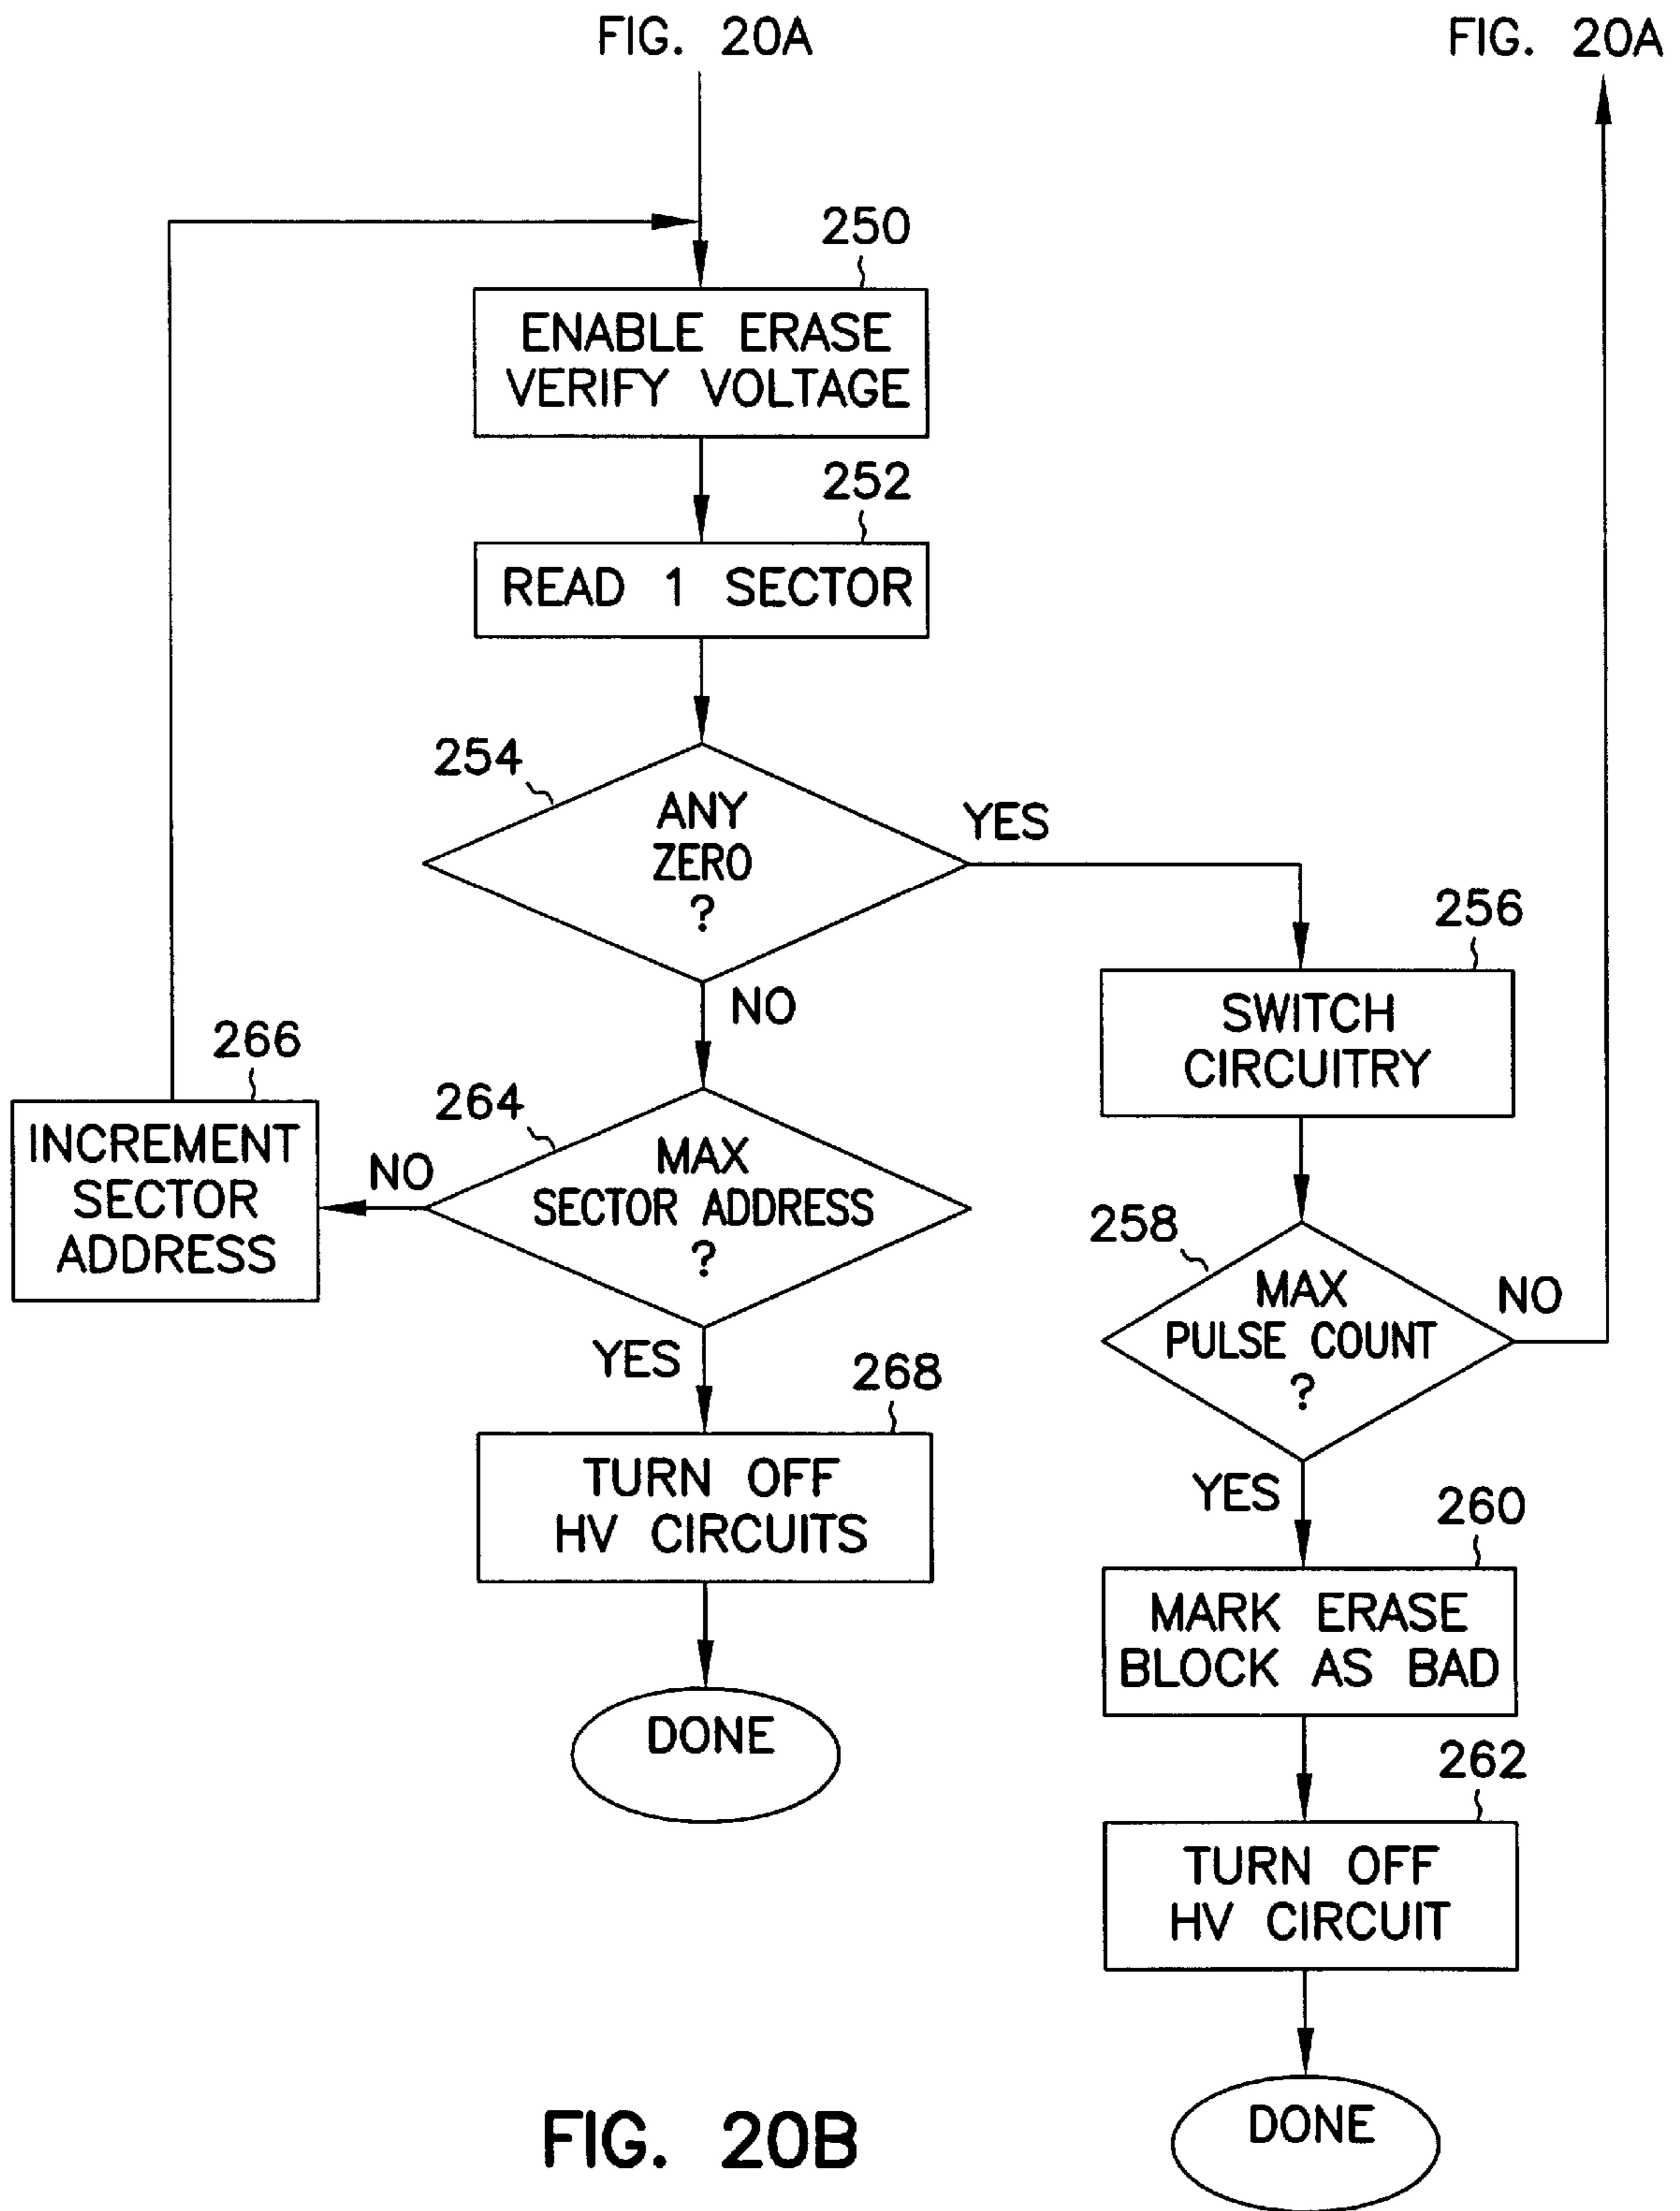 FIG. 20A
FIG. 20A
250
ENABLE ERASE
VERIFY VOLTAGE
252
READ 1 SECTOR
254
ANY
ZERO
?
YES
NO
256
SWITCH
CIRCUITRY
266
INCREMENT
SECTOR
ADDRESS
NO
264
MAX
SECTOR ADDRESS
?
YES
258
MAX
PULSE COUNT
?
NO
YES
268
TURN OFF
HV CIRCUITS
DONE
260
MARK ERASE
BLOCK AS BAD
262
TURN OFF
HV CIRCUIT
DONE
FIG. 20B